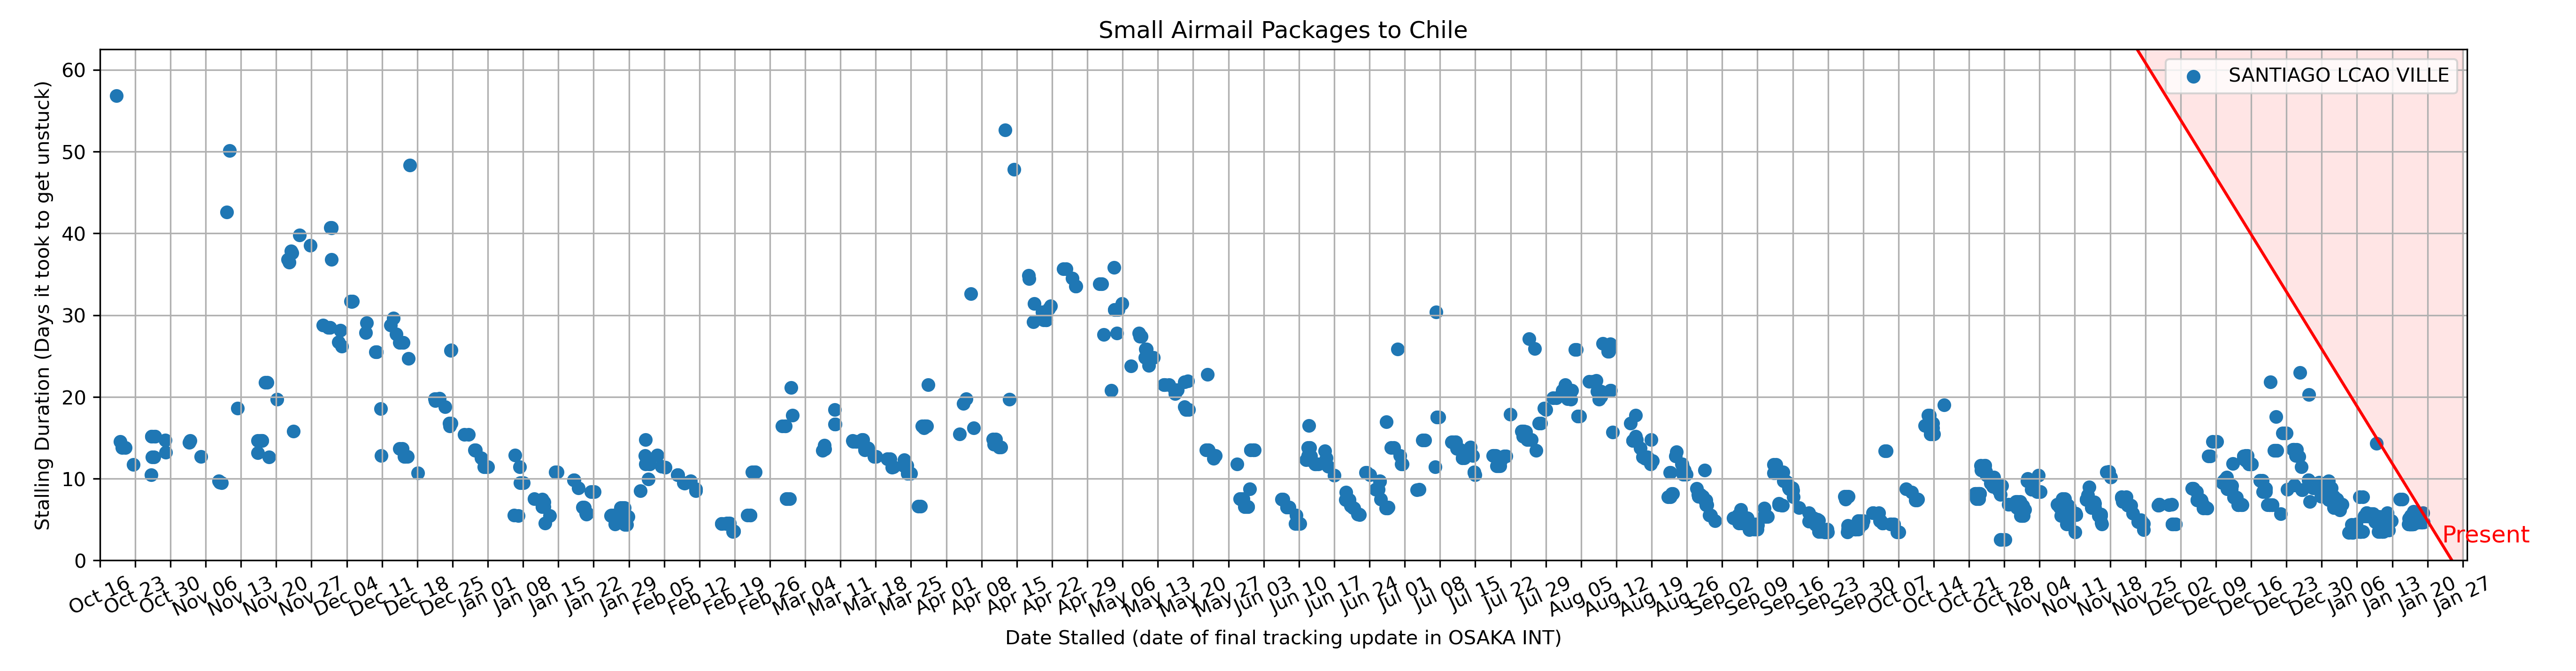 Small Airmail Packages to Chile
SANTIAGO LCAO VILLE
Stalling Duration (Days it took to get unstuck)
60
50
40
30
20
10
0
Present
Oct 16
Oct 23
Oct 30
Nov 06
Nov 13
Nov 20
Nov 27
Dec 04
Dec 11
Dec 18
Dec 25
Jan 01
Jan 08
Jan 15
Jan 22
Jan 29
Feb 05
Feb 12
Feb 19
Feb 26
Mar 04
Mar 11
Mar 18
Mar 25
Apr 01
Apr 08
Apr 15
Apr 22
Apr 29
May 06
May 13
May 20
May 27
Jun 03
Jun 10
Jun 17
Jun 24
Jul 01
Jul 08
Jul 15
Jul 22
Jul 29
Aug 05
Aug 12
Aug 19
Aug 26
Sep 02
Sep 09
Sep 16
Sep 23
Sep 30
Oct 07
Oct 14
Oct 21
Oct 28
Nov 04
Nov 11
Nov 18
Nov 25
Dec 02
Dec 09
Dec 16
Dec 23
Dec 30
Jan 06
Jan 13
Jan 20
Jan 27
Date Stalled (date of final tracking update in OSAKA INT)